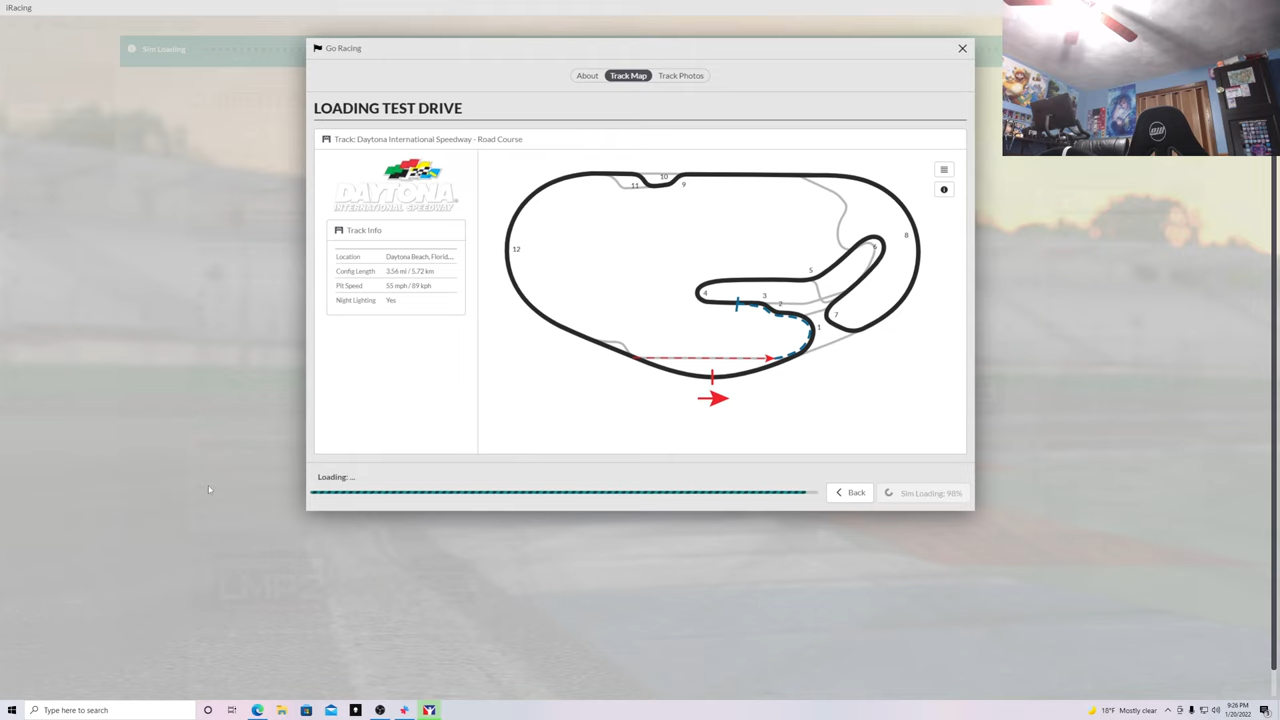 iRacing
Sim Loading
Go Racing
About Track Map Track Photos
LOADING TEST DRIVE
Track: Daytona International Speedway - Road Course
DAYTONA
INTERNATIONAL SPEEDWAY
Track Info
Location Daytona Beach, Florid...
Config Length 3.56 mi / 5.72 km
Pit Speed 55 mph / 89 kph
Night Lighting Yes
10
11
9
12
8
6
5
4
3
2
7
1
Loading: ...
Back
Sim Loading: 98%
LMP2
Type here to search
18°F Mostly clear
9:26 PM
1/20/2022